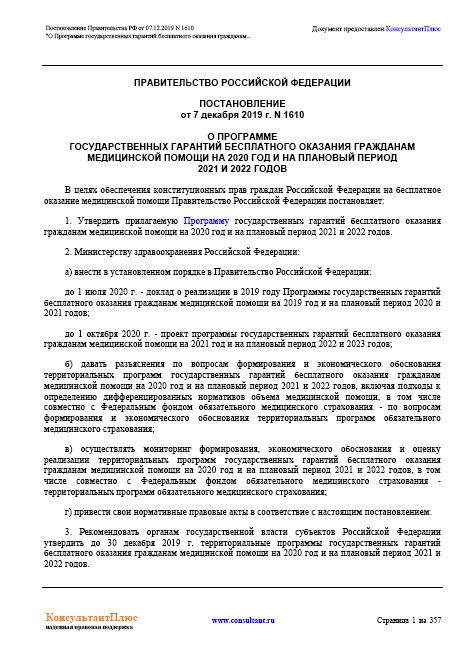 Постановление Правительства РФ от 07.12.2019 N 1610
"О Программе государственных гарантий бесплатного оказания гражданам...
Документ предоставлен КонсультантПлюс
ПРАВИТЕЛЬСТВО РОССИЙСКОЙ ФЕДЕРАЦИИ
ПОСТАНОВЛЕНИЕ
от 7 декабря 2019 г. N 1610
О ПРОГРАММЕ
ГОСУДАРСТВЕННЫХ ГАРАНТИЙ БЕСПЛАТНОГО ОКАЗАНИЯ ГРАЖДАНАМ
МЕДИЦИНСКОЙ ПОМОЩИ НА 2020 ГОД И НА ПЛАНОВЫЙ ПЕРИОД
2021 И 2022 ГОДОВ
В целях обеспечения конституционных прав граждан Российской Федерации на бесплатное
оказание медицинской помощи Правительство Российской Федерации постановляет:
1. Утвердить прилагаемую Программу государственных гарантий бесплатного оказания
гражданам медицинской помощи на 2020 год и на плановый период 2021 и 2022 годов.
2. Министерству здравоохранения Российской Федерации:
а) внести в установленном порядке в Правительство Российской Федерации:
до 1 июля 2020 г. - доклад о реализации в 2019 году Программы государственных гарантий
бесплатного оказания гражданам медицинской помощи на 2019 год и на плановый период 2020 и
2021 годов;
до 1 октября 2020 г. - проект программы государственных гарантий бесплатного оказания
гражданам медицинской помощи на 2021 год и на плановый период 2022 и 2023 годов;
б) давать разъяснения по вопросам формирования и экономического обоснования
территориальных программ государственных гарантий бесплатного оказания гражданам
медицинской помощи на 2020 год и на плановый период 2021 и 2022 годов, включая подходы к
определению дифференцированных нормативов объема медицинской помощи, в том числе
совместно с Федеральным фондом обязательного медицинского страхования - по вопросам
формирования и экономического обоснования территориальных программ обязательного
медицинского страхования;
в) осуществлять мониторинг формирования, экономического обоснования и оценку
реализации территориальных программ государственных гарантий бесплатного оказания
гражданам медицинской помощи на 2020 год и на плановый период 2021 и 2022 годов, в том
числе совместно с Федеральным фондом обязательного медицинского страхования -
территориальных программ обязательного медицинского страхования;
г) привести свои нормативные правовые акты в соответствие с настоящим постановлением.
3. Рекомендовать органам государственной власти субъектов Российской Федерации
утвердить до 30 декабря 2019 г. территориальные программы государственных гарантий
бесплатного оказания гражданам медицинской помощи на 2020 год и на плановый период 2021 и
2022 годов.
КонсультантПлюс
надежная правовая поддержка
www.consultant.ru
Страница 1 из 357